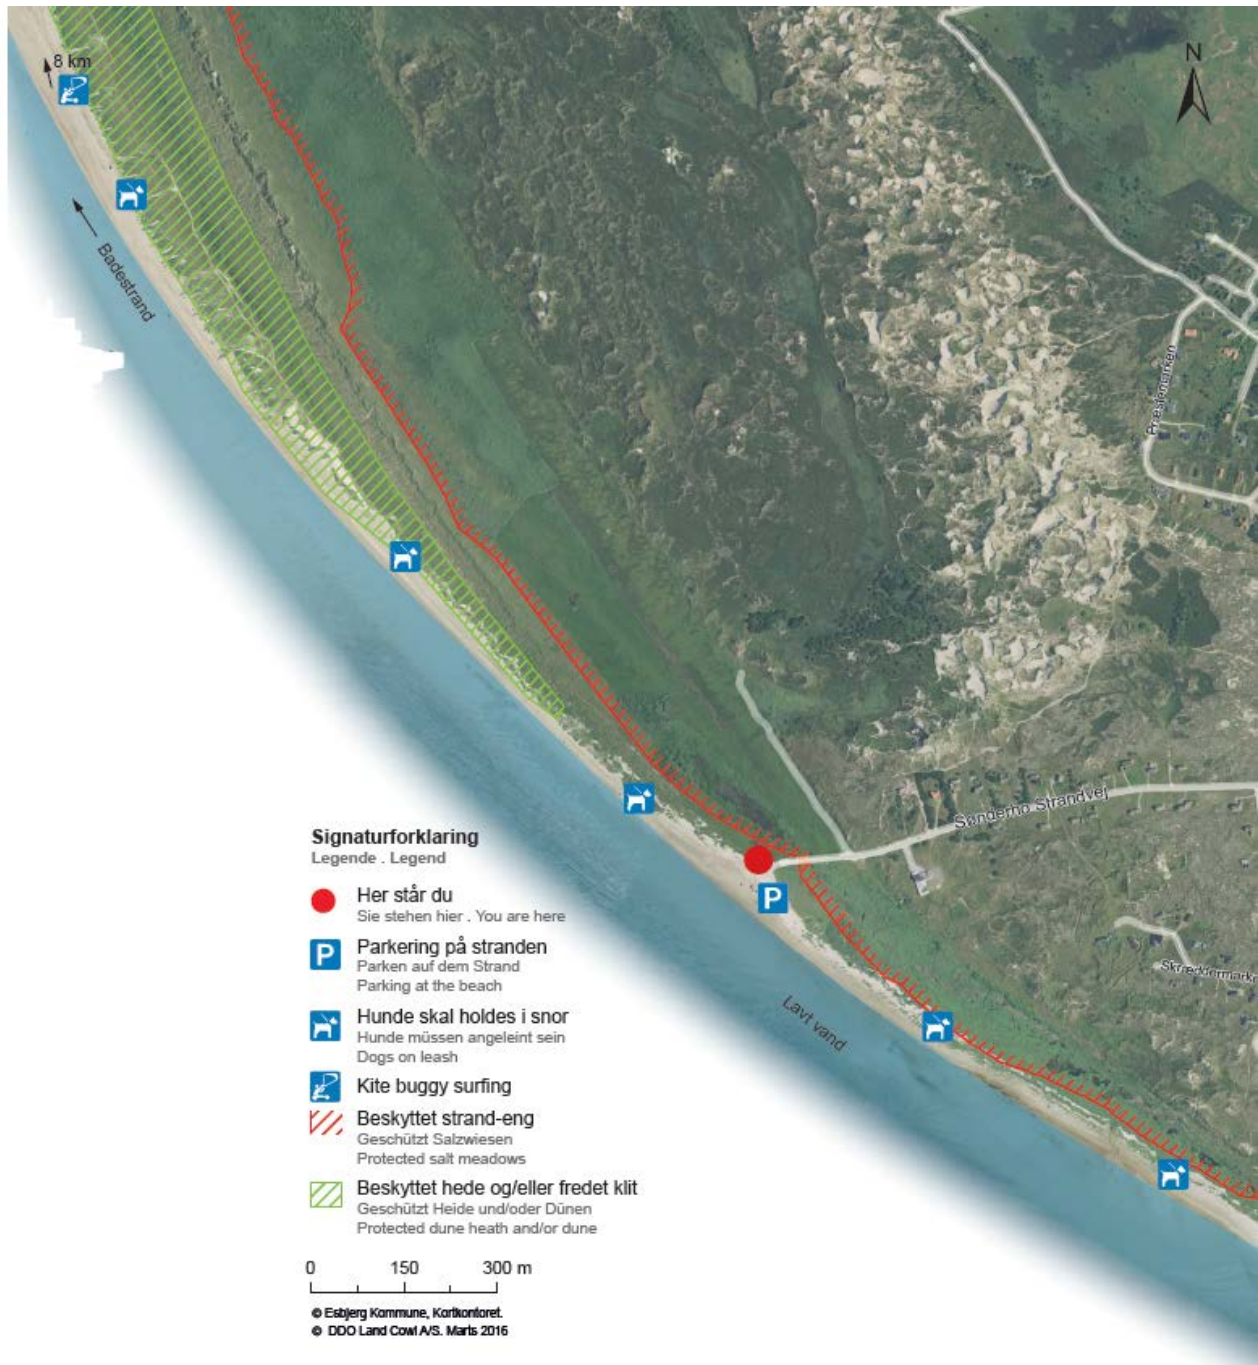 8 km
N
Badestrand
Præstemarken
Sønderho Strandvej
Skræddermarke
Lavt vand
P
Signaturforklaring
Legende . Legend
Her står du
Sie stehen hier . You are here
P
Parkering på stranden
Parken auf dem Strand
Parking at the beach
Hunde skal holdes i snor
Hunde müssen angeleint sein
Dogs on leash
Kite buggy surfing
Beskyttet strand-eng
Geschützt Salzwiesen
Protected salt meadows
Beskyttet hede og/eller fredet klit
Geschützt Heide und/oder Dünen
Protected dune heath and/or dune
0 150 300 m
© Esbjerg Kommune, Kortkontoret.
© DDO Land Cowi A/S. Marts 2016